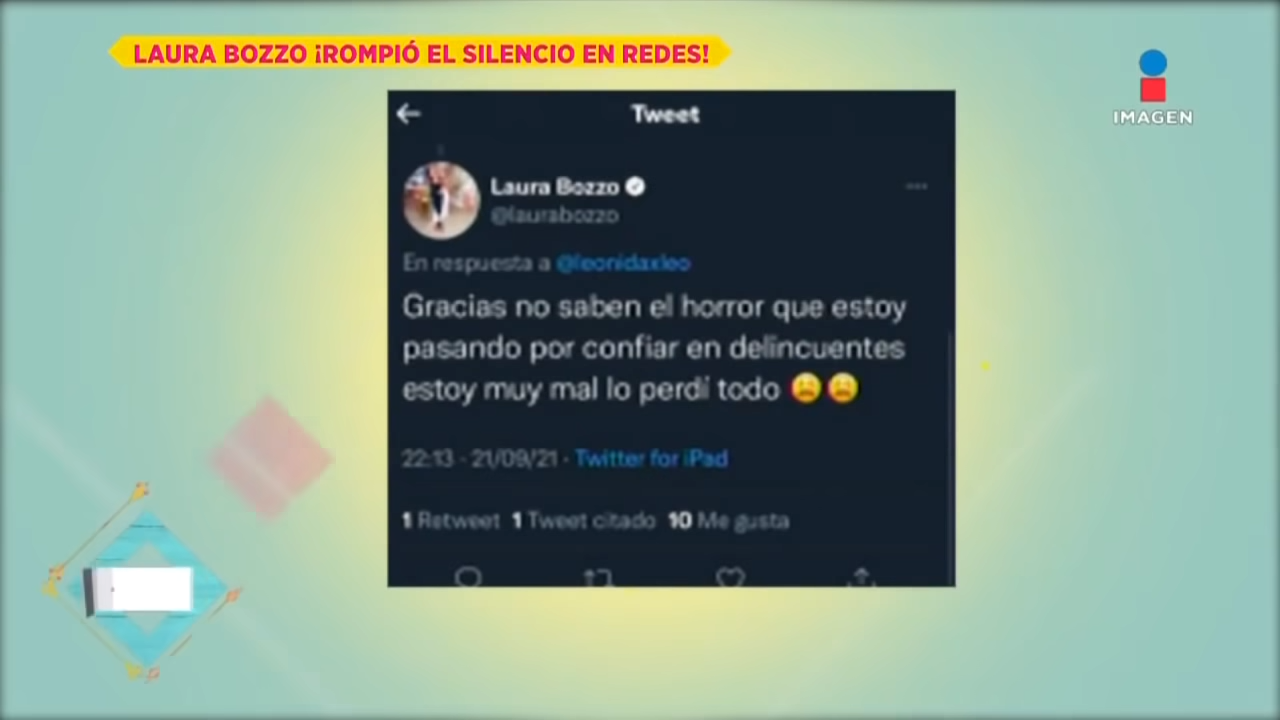 LAURA BOZZO ¡ROMPIÓ EL SILENCIO EN REDES!
IMAGEN
Tweet
Laura Bozzo
@laurabozzo
En respuesta a @leonidaxleo
Gracias no saben el horror que estoy
pasando por confiar en delincuentes
estoy muy mal lo perdí todo 😩😩
22:13 - 21/09/21 · Twitter for iPad
1 Retweet 1 Tweet citado 10 Me gusta